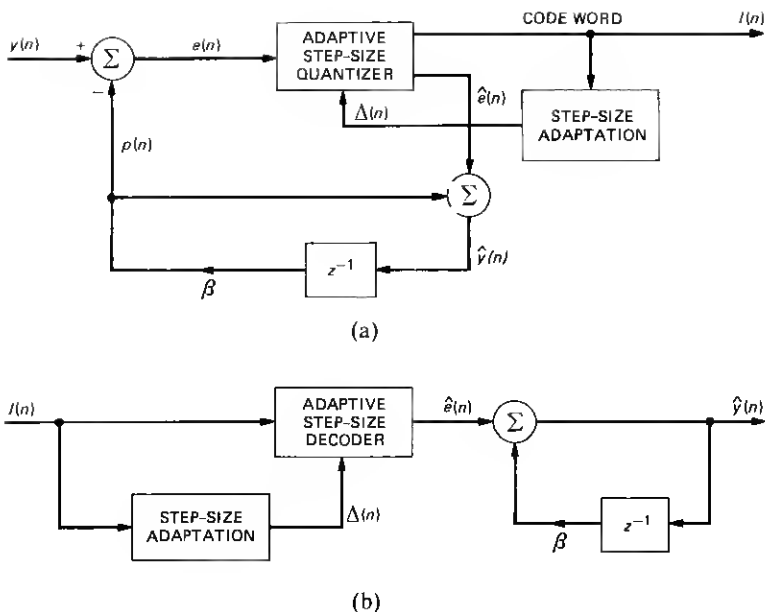 CODE WORD
y(n)
+
Σ
−
e(n)
ADAPTIVE
STEP-SIZE
QUANTIZER
I(n)
ê(n)
Δ(n)
STEP-SIZE
ADAPTATION
p(n)
Σ
β
z⁻¹
ŷ(n)
(a)
I(n)
ADAPTIVE
STEP-SIZE
DECODER
ê(n)
Σ
ŷ(n)
STEP-SIZE
ADAPTATION
Δ(n)
β
z⁻¹
(b)